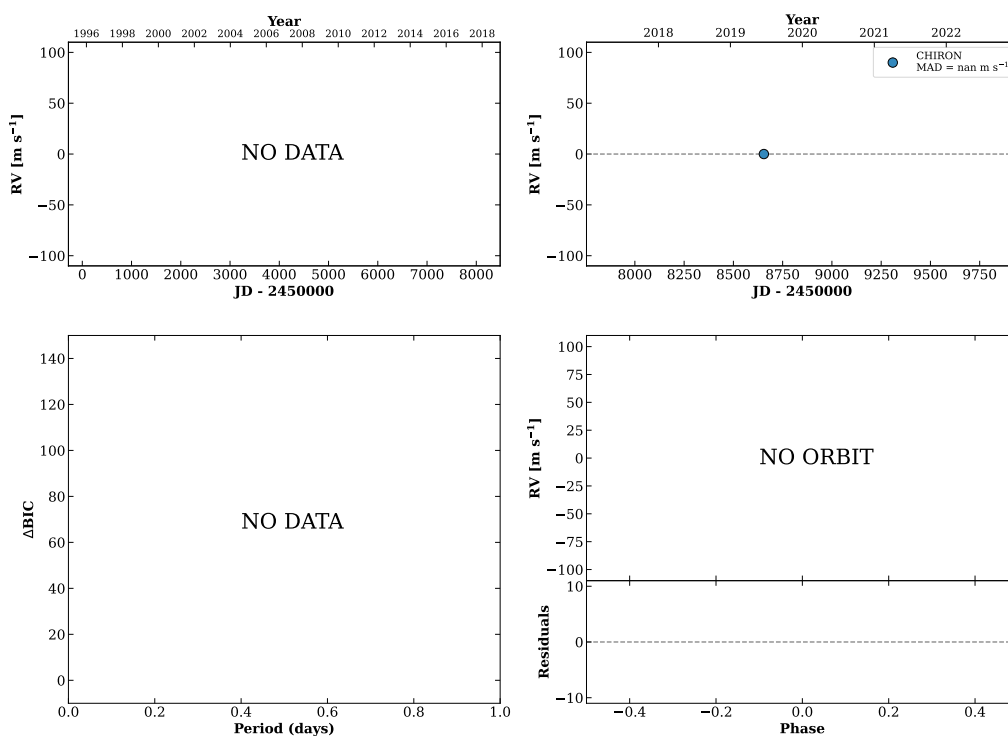 Year
1996 1998 2000 2002 2004 2006 2008 2010 2012 2014 2016 2018
100
50
0
−50
−100
RV [m s⁻¹]
NO DATA
0 1000 2000 3000 4000 5000 6000 7000 8000
JD - 2450000
Year
2018 2019 2020 2021 2022
100
50
0
−50
−100
RV [m s⁻¹]
CHIRON
MAD = nan m s⁻¹
8000 8250 8500 8750 9000 9250 9500 9750
JD - 2450000
140
120
100
80
60
40
20
0
ΔBIC
NO DATA
0.0 0.2 0.4 0.6 0.8 1.0
Period (days)
100
75
50
25
0
−25
−50
−75
−100
RV [m s⁻¹]
NO ORBIT
10
0
−10
Residuals
−0.4 −0.2 0.0 0.2 0.4
Phase